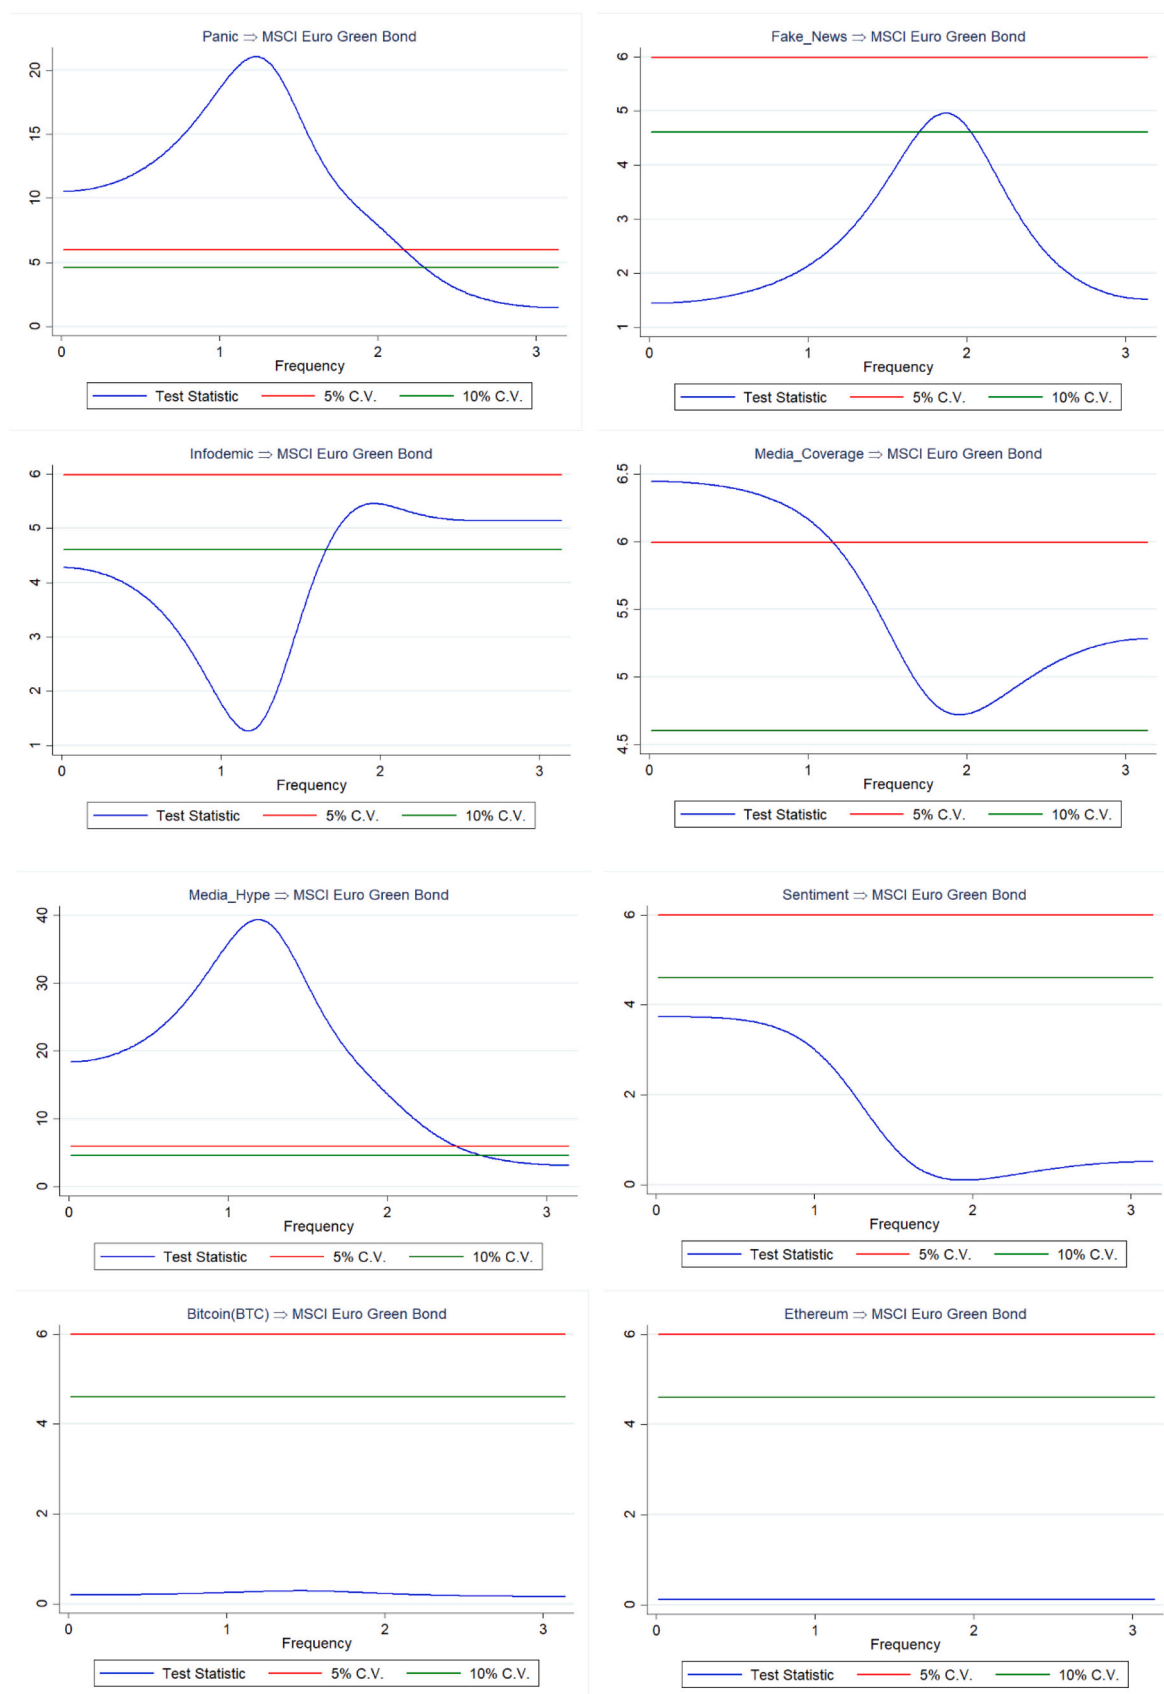 Panic ⇒ MSCI Euro Green Bond
20
15
10
5
0
0 1 2 3
Frequency
Test Statistic 5% C.V. 10% C.V.
Fake_News ⇒ MSCI Euro Green Bond
6
5
4
3
2
1
0 1 2 3
Frequency
Test Statistic 5% C.V. 10% C.V.
Infodemic ⇒ MSCI Euro Green Bond
6
5
4
3
2
1
0 1 2 3
Frequency
Test Statistic 5% C.V. 10% C.V.
Media_Coverage ⇒ MSCI Euro Green Bond
6.5
6
5.5
5
4.5
0 1 2 3
Frequency
Test Statistic 5% C.V. 10% C.V.
Media_Hype ⇒ MSCI Euro Green Bond
40
30
20
10
0
0 1 2 3
Frequency
Test Statistic 5% C.V. 10% C.V.
Sentiment ⇒ MSCI Euro Green Bond
6
4
2
0
0 1 2 3
Frequency
Test Statistic 5% C.V. 10% C.V.
Bitcoin(BTC) ⇒ MSCI Euro Green Bond
6
4
2
0
0 1 2 3
Frequency
Test Statistic 5% C.V. 10% C.V.
Ethereum ⇒ MSCI Euro Green Bond
6
4
2
0
0 1 2 3
Frequency
Test Statistic 5% C.V. 10% C.V.